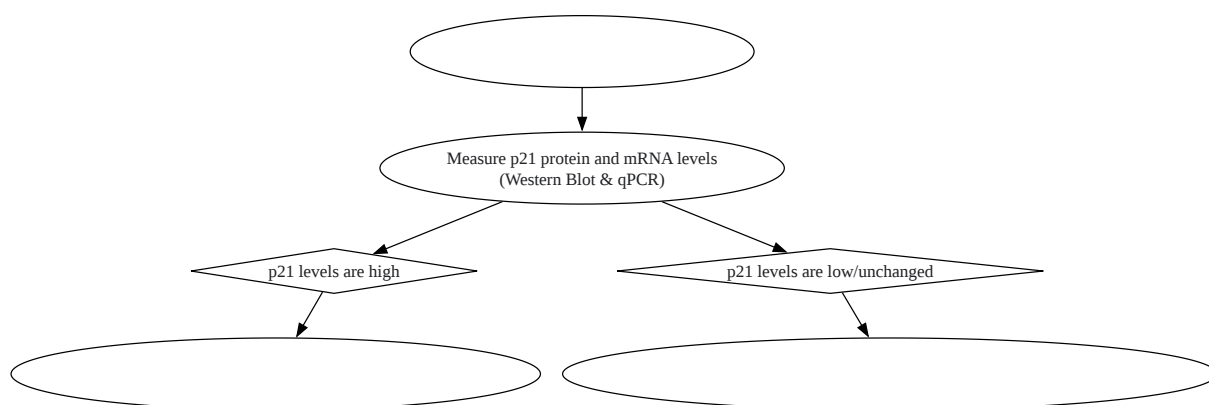 Measure p21 protein and mRNA levels
(Western Blot & qPCR)
p21 levels are high
p21 levels are low/unchanged